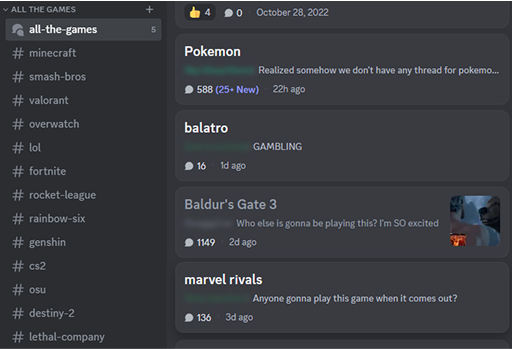 ALL THE GAMES +
all-the-games 5
# minecraft
# smash-bros
# valorant
# overwatch
# lol
# fortnite
# rocket-league
# rainbow-six
# genshin
# cs2
# osu
# destiny-2
# lethal-company
4 0 · October 28, 2022
Pokemon
Realized somehow we don't have any thread for pokemo...
588 (25+ New) · 22h ago
balatro
GAMBLING
16 · 1d ago
Baldur's Gate 3
Who else is gonna be playing this? I'm SO excited
1149 · 2d ago
marvel rivals
Anyone gonna play this game when it comes out?
136 · 3d ago